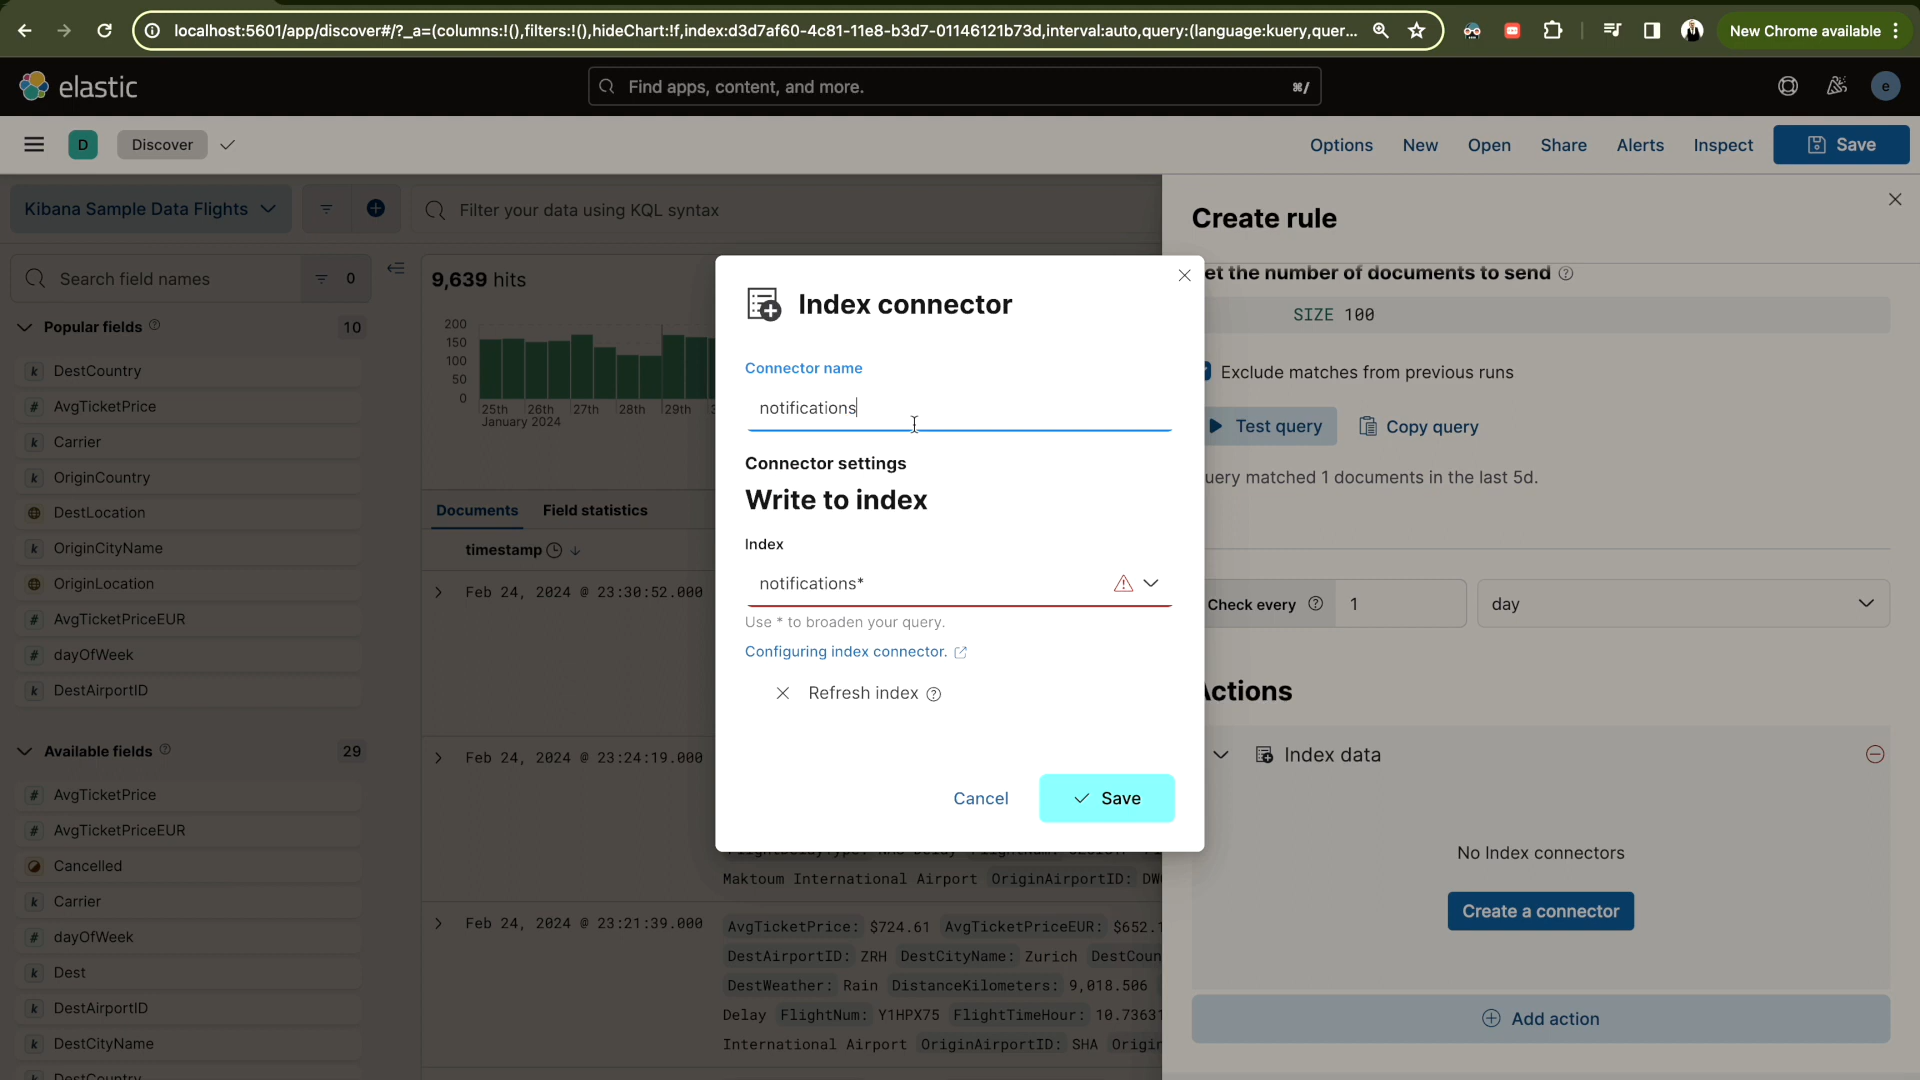 localhost:5601/app/discover#/?_a=(columns:!(),filters:!(),hideChart:!f,index:d3d7af60-4c81-11e8-b3d7-01146121b73d,interval:auto,query:(language:kuery,quer...
New Chrome available
elastic
Find apps, content, and more.
⌘/
e
D
Discover
Options
New
Open
Share
Alerts
Inspect
Save
Kibana Sample Data Flights
Filter your data using KQL syntax
Search field names
0
Popular fields
10
k DestCountry
# AvgTicketPrice
k Carrier
k OriginCountry
DestLocation
k OriginCityName
OriginLocation
# AvgTicketPriceEUR
# dayOfWeek
k DestAirportID
Available fields
29
# AvgTicketPrice
# AvgTicketPriceEUR
Cancelled
k Carrier
# dayOfWeek
k Dest
k DestAirportID
k DestCityName
k DestCountry
9,639 hits
200
150
100
50
0
25th
26th
27th
28th
29th
January 2024
Documents
Field statistics
timestamp
Feb 24, 2024 @ 23:30:52.000
Feb 24, 2024 @ 23:24:19.000
Maktoum International Airport OriginAirportID:
Feb 24, 2024 @ 23:21:39.000
AvgTicketPrice: $724.61 AvgTicketPriceEUR: $652.1
DestAirportID: ZRH DestCityName: Zurich DestCoun
DestWeather: Rain DistanceKilometers: 9,018.506
Delay FlightNum: Y1HPX75 FlightTimeHour: 10.73631
International Airport OriginAirportID: SHA Origin
Index connector
Connector name
notifications
Connector settings
Write to index
Index
notifications*
Use * to broaden your query.
Configuring index connector.
Refresh index
Cancel
Save
Create rule
et the number of documents to send
SIZE 100
Exclude matches from previous runs
Test query
Copy query
uery matched 1 documents in the last 5d.
Check every
1
day
Actions
Index data
No Index connectors
Create a connector
Add action